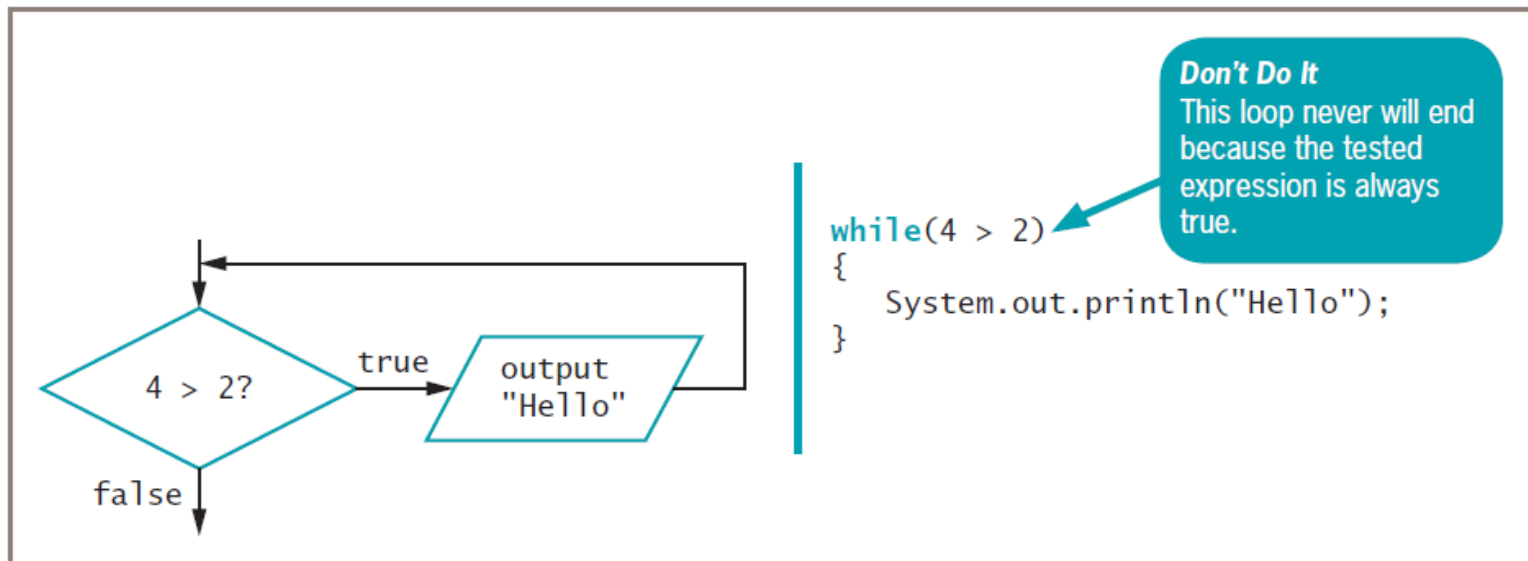 Don't Do It
This loop never will end
because the tested
expression is always
true.
while(4 > 2)
{
System.out.println("Hello");
}
4 > 2?
true
output
"Hello"
false